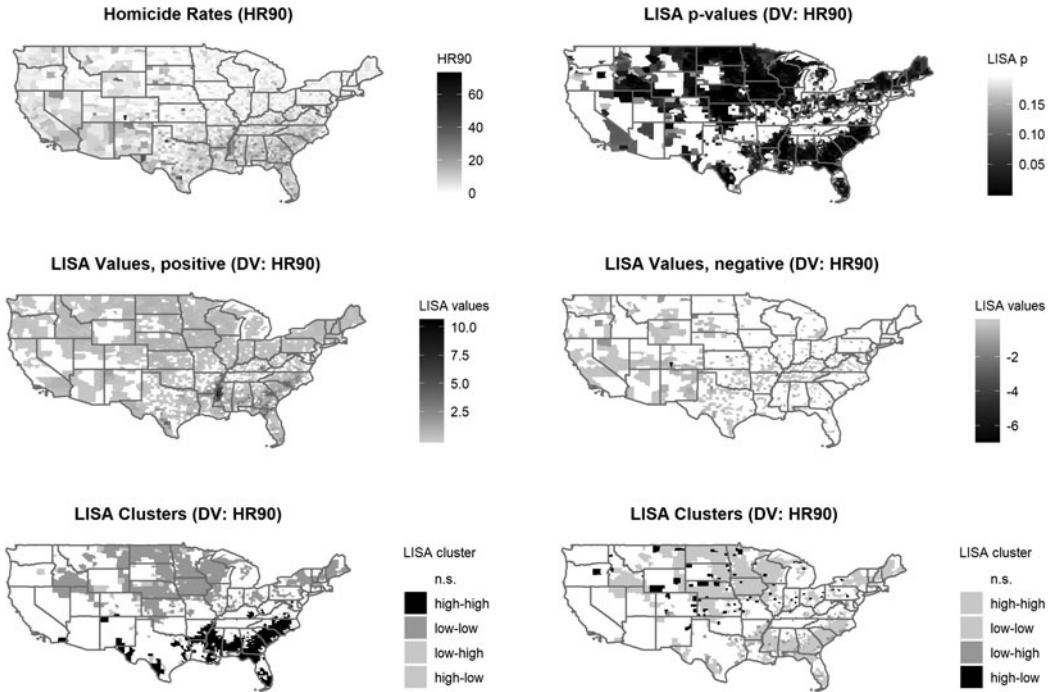 Homicide Rates (HR90)
HR90
60
40
20
0
LISA p-values (DV: HR90)
LISA p
0.15
0.10
0.05
LISA Values, positive (DV: HR90)
LISA values
10.0
7.5
5.0
2.5
LISA Values, negative (DV: HR90)
LISA values
-2
-4
-6
LISA Clusters (DV: HR90)
LISA cluster
n.s.
high-high
low-low
low-high
high-low
LISA Clusters (DV: HR90)
LISA cluster
n.s.
high-high
low-low
low-high
high-low